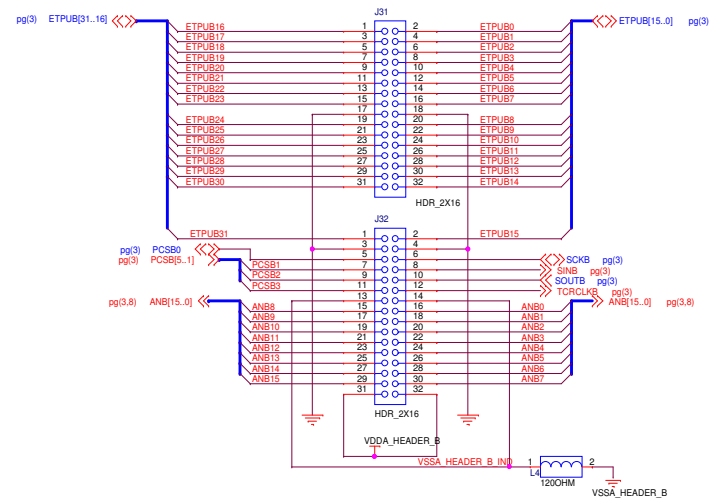 J31
pg(3) ETPUB[31..16] ETPUB[15..0] pg(3)
ETPUB16 1 2 ETPUB0
ETPUB17 3 4 ETPUB1
ETPUB18 5 6 ETPUB2
ETPUB19 7 8 ETPUB3
ETPUB20 9 10 ETPUB4
ETPUB21 11 12 ETPUB5
ETPUB22 13 14 ETPUB6
ETPUB23 15 16 ETPUB7
17 18
ETPUB24 19 20 ETPUB8
ETPUB25 21 22 ETPUB9
ETPUB26 23 24 ETPUB10
ETPUB27 25 26 ETPUB11
ETPUB28 27 28 ETPUB12
ETPUB29 29 30 ETPUB13
ETPUB30 31 32 ETPUB14
HDR_2X16
J32
ETPUB31 1 2 ETPUB15
pg(3) PCSB0 3 4
pg(3) PCSB[5..1] 5 6 SCKB pg(3)
PCSB1 7 8 SINB pg(3)
PCSB2 9 10 SOUTB pg(3)
PCSB3 11 12 TCRCLKB pg(3)
pg(3,8) ANB[15..0] 13 14 ANB[15..0] pg(3,8)
ANB8 15 16 ANB0
ANB9 17 18 ANB1
ANB10 19 20 ANB2
ANB11 21 22 ANB3
ANB12 23 24 ANB4
ANB13 25 26 ANB5
ANB14 27 28 ANB6
ANB15 29 30 ANB7
31 32
HDR_2X16
VDDA_HEADER_B
VSSA_HEADER_B_IND 1 2
L4
120OHM
VSSA_HEADER_B